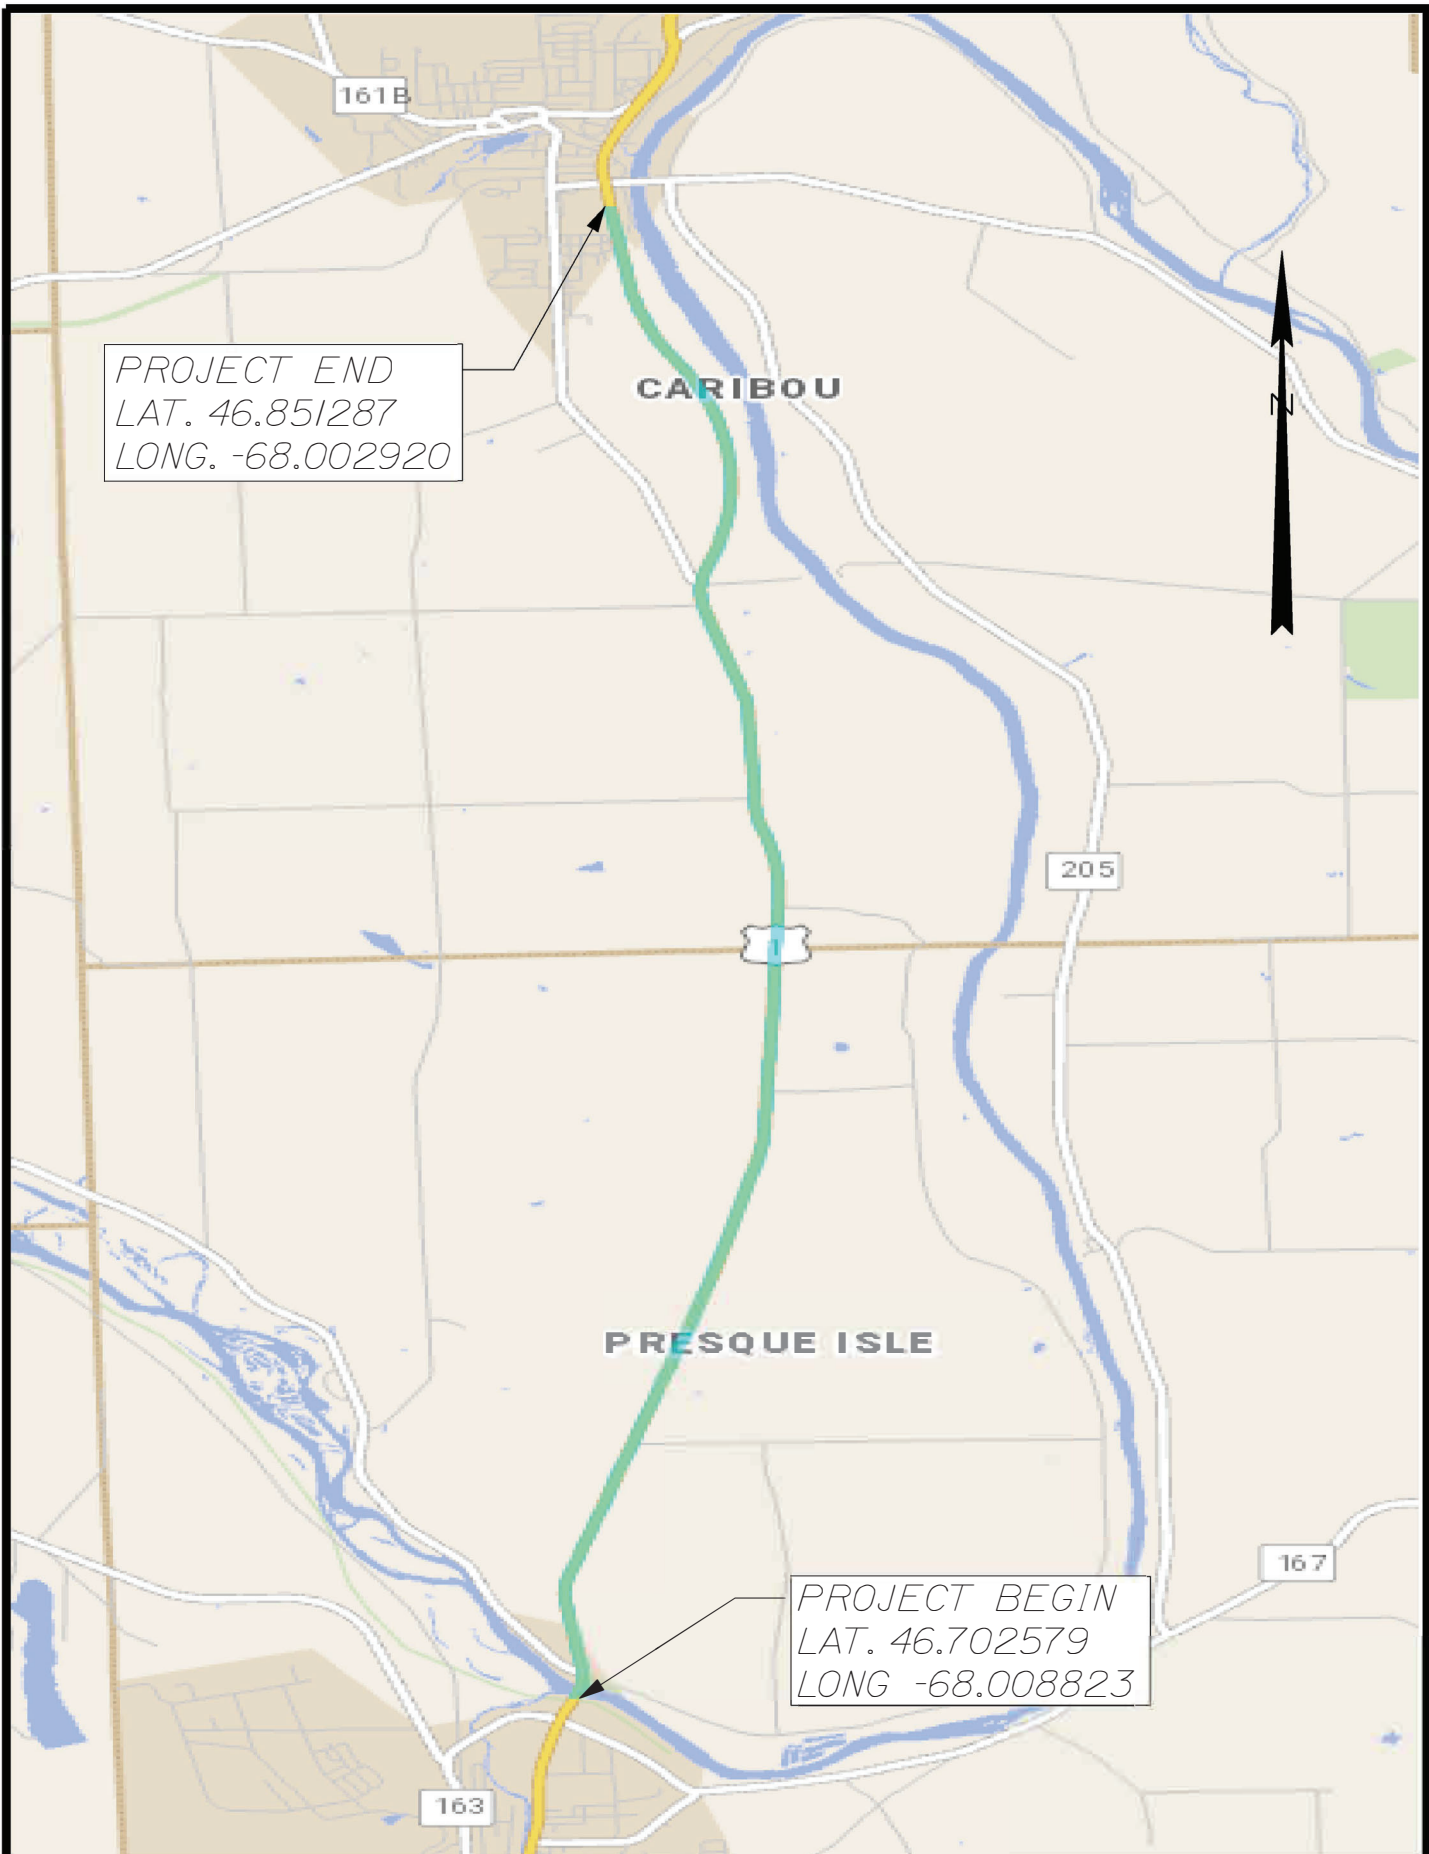 161B
PROJECT END
LAT. 46.851287
LONG. -68.002920
CARIBOU
N
205
1
PRESQUE ISLE
167
PROJECT BEGIN
LAT. 46.702579
LONG -68.008823
163